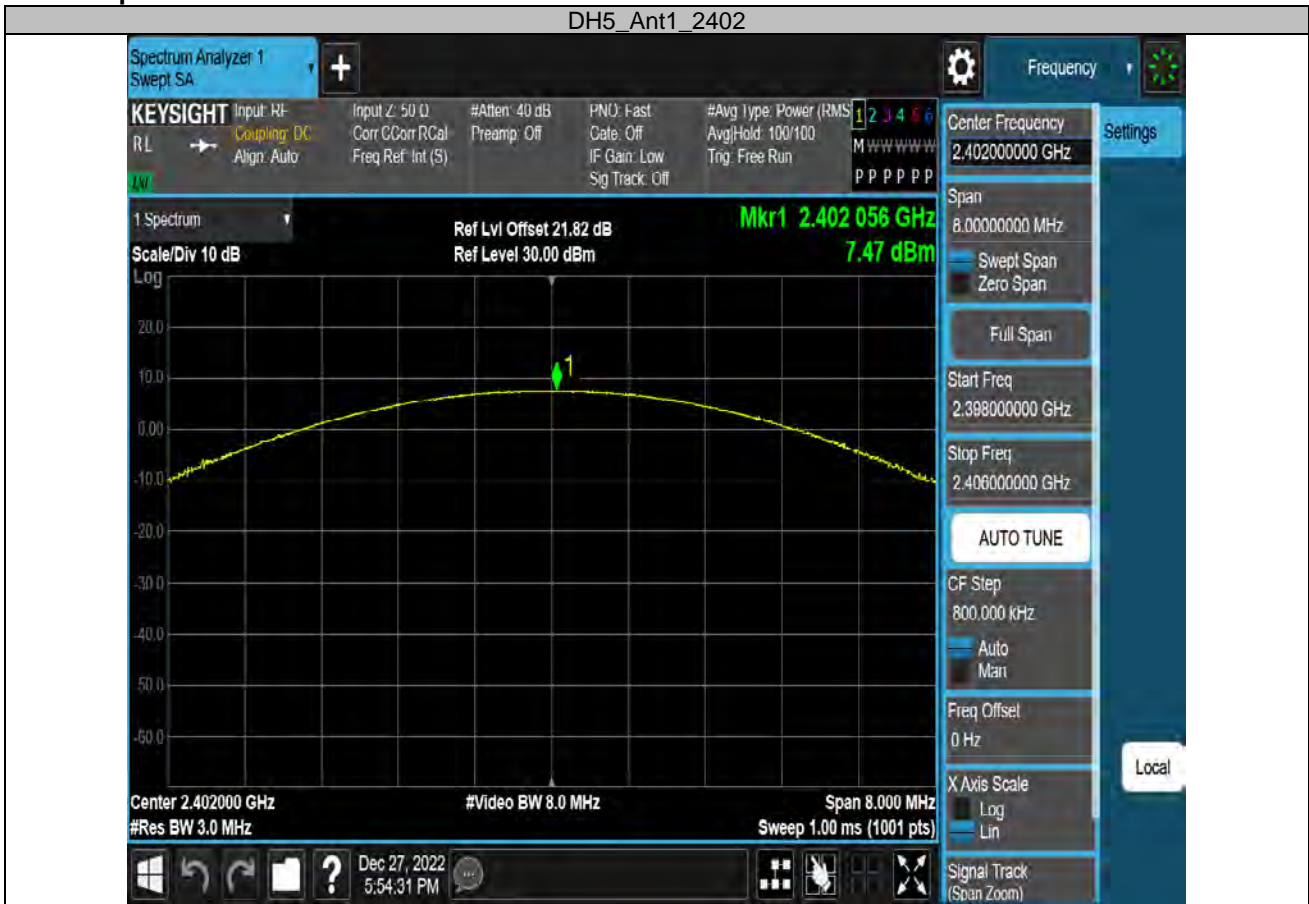 DH5_Ant1_2402
Spectrum Analyzer 1
Swept SA
Frequency
KEYSIGHT
RL
Input: RF
Coupling: DC
Align: Auto
Input Z: 50 Ω
Corr CCorr RCal
Freq Ref: Int (S)
#Atten: 40 dB
Preamp: Off
PNO: Fast
Gate: Off
IF Gain: Low
Sig Track: Off
#Avg Type: Power (RMS
Avg|Hold: 100/100
Trig: Free Run
1 2 3 4 5 6
M W W W W W
P P P P P P
1 Spectrum
Scale/Div 10 dB
Ref Lvl Offset 21.82 dB
Ref Level 30.00 dBm
Mkr1 2.402 056 GHz
7.47 dBm
Log
20.0
10.0
0.00
-10.0
-20.0
-30.0
-40.0
-50.0
-60.0
1
Center 2.402000 GHz
#Video BW 8.0 MHz
Span 8.000 MHz
#Res BW 3.0 MHz
Sweep 1.00 ms (1001 pts)
Dec 27, 2022
5:54:31 PM
Center Frequency
2.402000000 GHz
Settings
Span
8.00000000 MHz
Swept Span
Zero Span
Full Span
Start Freq
2.398000000 GHz
Stop Freq
2.406000000 GHz
AUTO TUNE
CF Step
800.000 kHz
Auto
Man
Freq Offset
0 Hz
X Axis Scale
Log
Lin
Local
Signal Track
(Span Zoom)